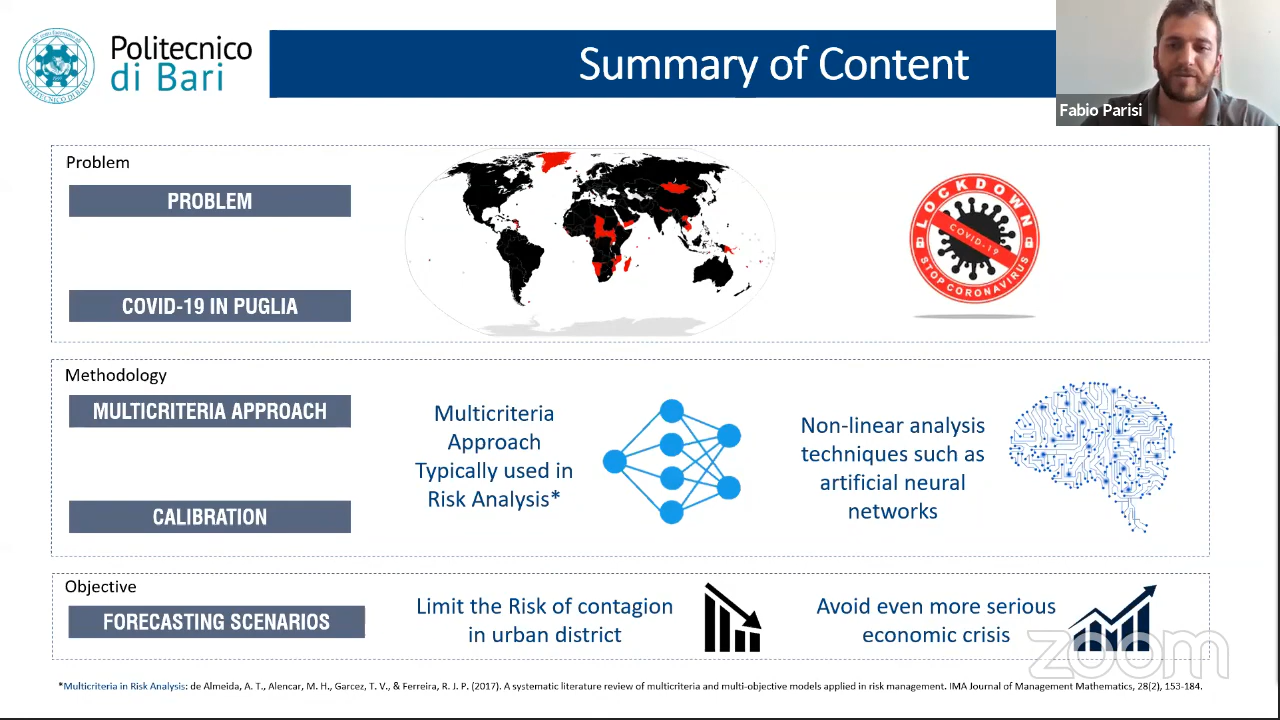 Politecnico
di Bari
Summary of Content
Fabio Parisi
Problem
PROBLEM
COVID-19 IN PUGLIA
LOCKDOWN
COVID-19
STOP CORONAVIRUS
Methodology
MULTICRITERIA APPROACH
CALIBRATION
Multicriteria
Approach
Typically used in
Risk Analysis*
Non-linear analysis
techniques such as
artificial neural
networks
Objective
FORECASTING SCENARIOS
Limit the Risk of contagion
in urban district
Avoid even more serious
economic crisis
zoom
*Multicriteria in Risk Analysis: de Almeida, A. T., Alencar, M. H., Garcez, T. V., & Ferreira, R. J. P. (2017). A systematic literature review of multicriteria and multi-objective models applied in risk management. IMA Journal of Management Mathematics, 28(2), 153-184.